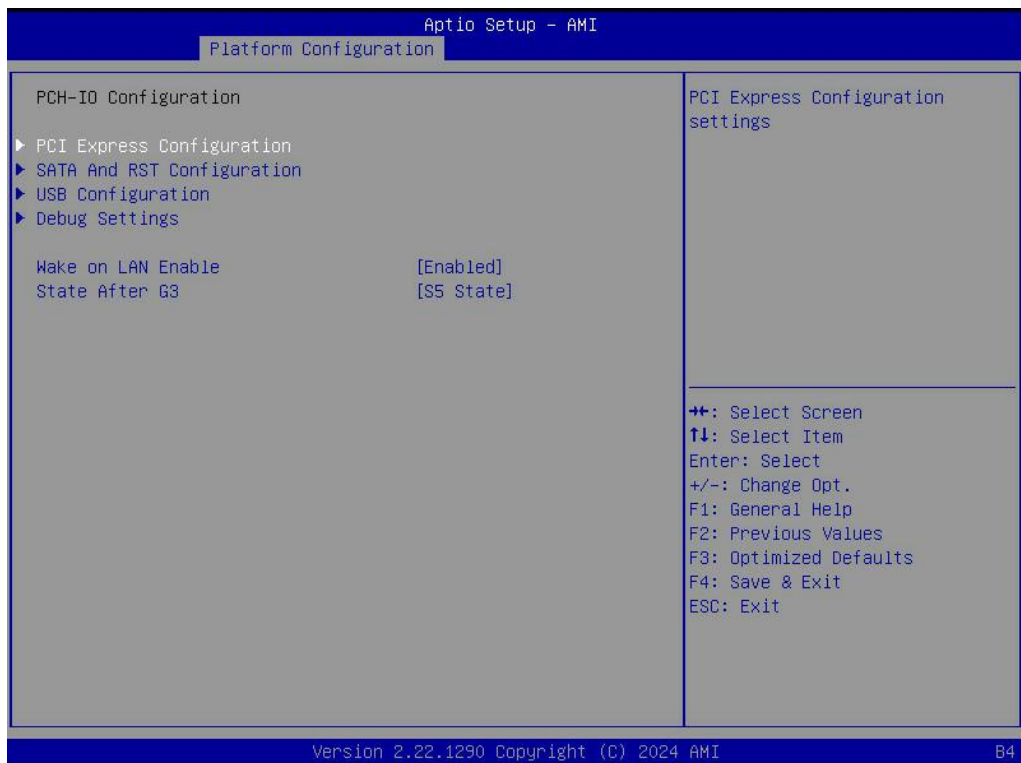 Aptio Setup - AMI
Platform Configuration
PCH-IO Configuration
PCI Express Configuration
SATA And RST Configuration
USB Configuration
Debug Settings
Wake on LAN Enable [Enabled]
State After G3 [S5 State]
PCI Express Configuration
settings
→←: Select Screen
↑↓: Select Item
Enter: Select
+/-: Change Opt.
F1: General Help
F2: Previous Values
F3: Optimized Defaults
F4: Save & Exit
ESC: Exit
Version 2.22.1290 Copyright (C) 2024 AMI
B4